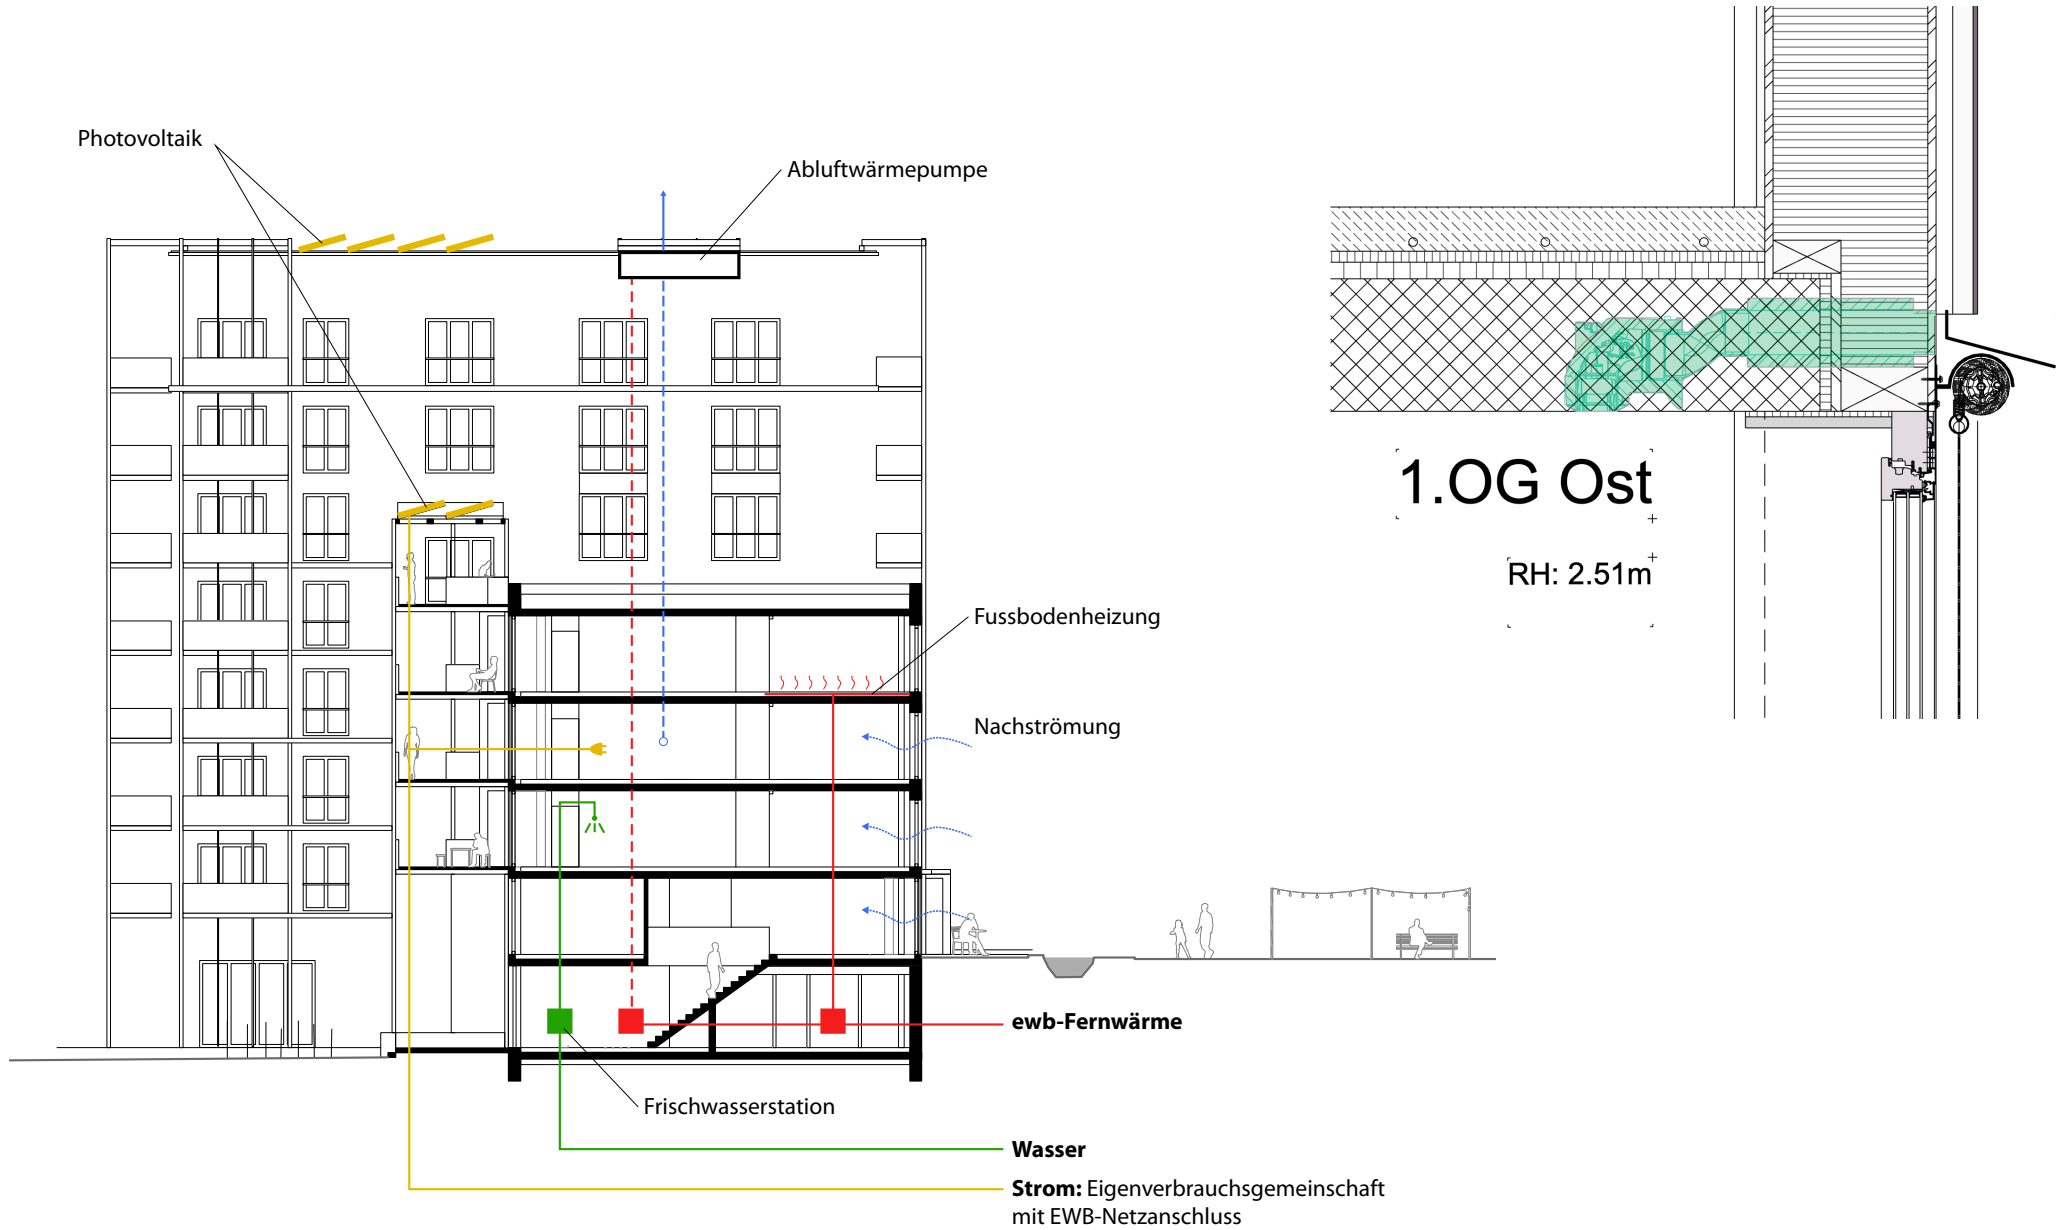 Photovoltaik
Abluftwärmepumpe
1.OG Ost
RH: 2.51m
Fussbodenheizung
Nachströmung
ewb-Fernwärme
Frischwasserstation
Wasser
Strom: Eigenverbrauchsgemeinschaft
mit EWB-Netzanschluss